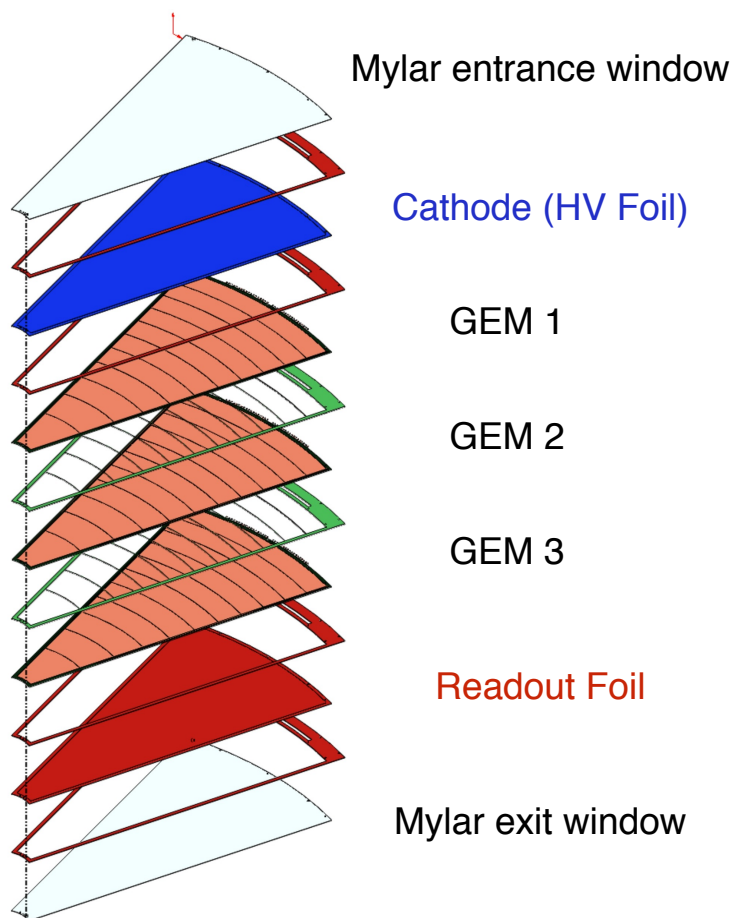 Mylar entrance window
Cathode (HV Foil)
GEM 1
GEM 2
GEM 3
Readout Foil
Mylar exit window